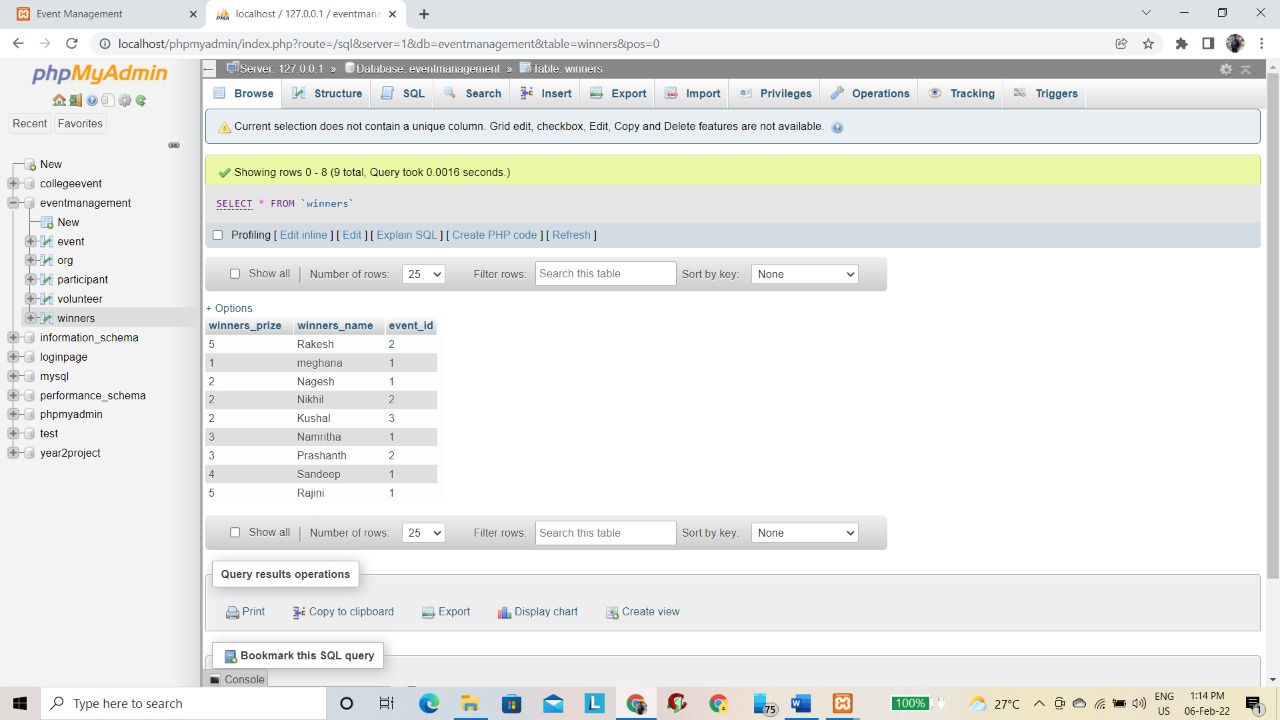 Event Management
localhost / 127.0.0.1 / eventmana
localhost/phpmyadmin/index.php?route=/sql&server=1&db=eventmanagement&table=winners&pos=0
phpMyAdmin
Recent Favorites
New
collegeevent
eventmanagement
New
event
org
participant
volunteer
winners
information_schema
loginpage
mysql
performance_schema
phpmyadmin
test
year2project
Server: 127.0.0.1 » Database: eventmanagement » Table: winners
Browse Structure SQL Search Insert Export Import Privileges Operations Tracking Triggers
Current selection does not contain a unique column. Grid edit, checkbox, Edit, Copy and Delete features are not available.
Showing rows 0 - 8 (9 total, Query took 0.0016 seconds.)
SELECT * FROM `winners`
Profiling [ Edit inline ] [ Edit ] [ Explain SQL ] [ Create PHP code ] [ Refresh ]
Show all | Number of rows: 25 Filter rows: Search this table Sort by key: None
+ Options
winners_prize winners_name event_id
5 Rakesh 2
1 meghana 1
2 Nagesh 1
2 Nikhil 2
2 Kushal 3
3 Namritha 1
3 Prashanth 2
4 Sandeep 1
5 Rajini 1
Show all | Number of rows: 25 Filter rows: Search this table Sort by key: None
Query results operations
Print Copy to clipboard Export Display chart Create view
Bookmark this SQL query
Console
Type here to search
75
100%
27°C
ENG
US
1:14 PM
06-Feb-22
1